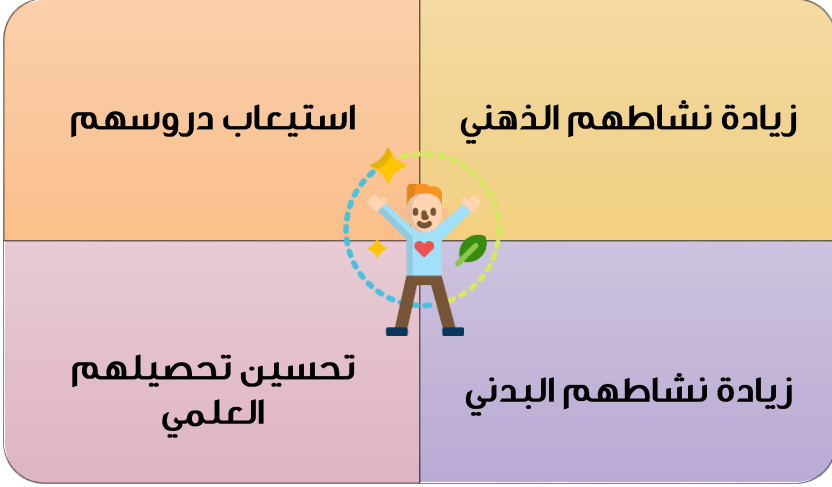 زيادة نشاطهم الذهني
استيعاب دروسهم
زيادة نشاطهم البدني
تحسين تحصيلهم
العلمي